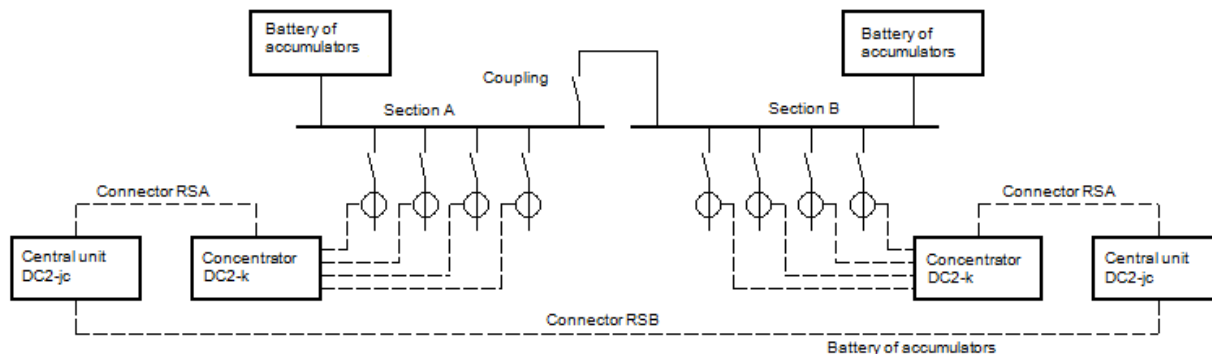 Battery of
accumulators
Battery of
accumulators
Coupling
Section A
Section B
Connector RSA
Connector RSA
Central unit
DC2-jc
Concentrator
DC2-k
Concentrator
DC2-k
Central unit
DC2-jc
Connector RSB
Battery of accumulators